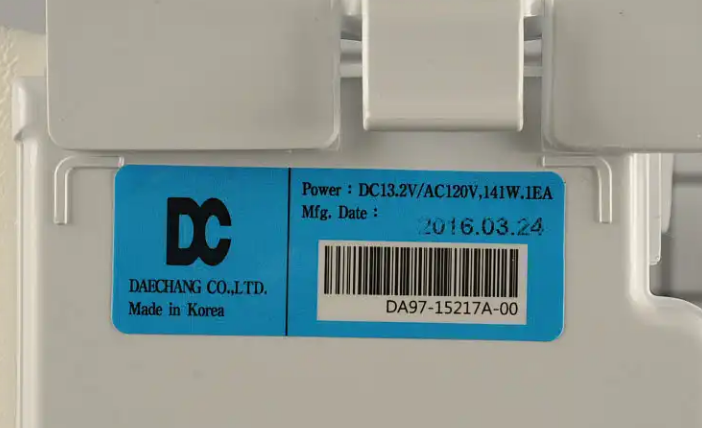 DC
DAECHANG CO.,LTD.
Made in Korea
Power : DC13.2V/AC120V,141W,1EA
Mfg. Date :
2016.03.24
DA97-15217A-00